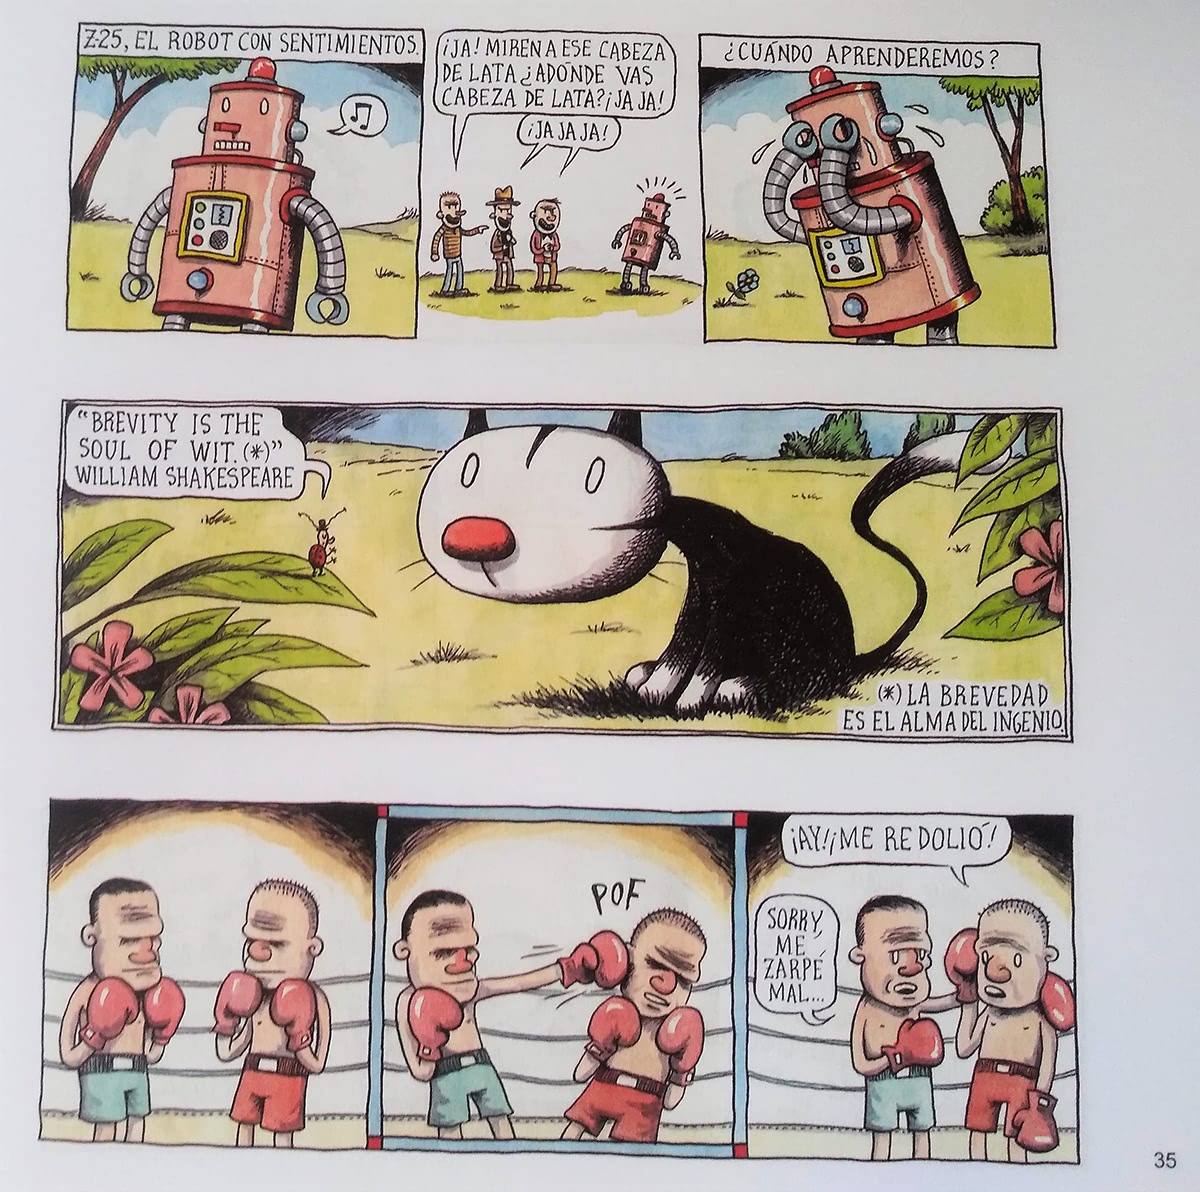 Z-25, EL ROBOT CON SENTIMIENTOS.
¡JA! MIREN A ESE CABEZA
DE LATA ¿ADÓNDE VAS
CABEZA DE LATA? ¡JA JA!
¡JA JA JA!
¿CUÁNDO APRENDEREMOS?
"BREVITY IS THE
SOUL OF WIT. (*)"
WILLIAM SHAKESPEARE
(*) LA BREVEDAD
ES EL ALMA DEL INGENIO.
POF
¡AY! ¡ME RE DOLIÓ!
SORRY,
ME
ZARPÉ
MAL...
35